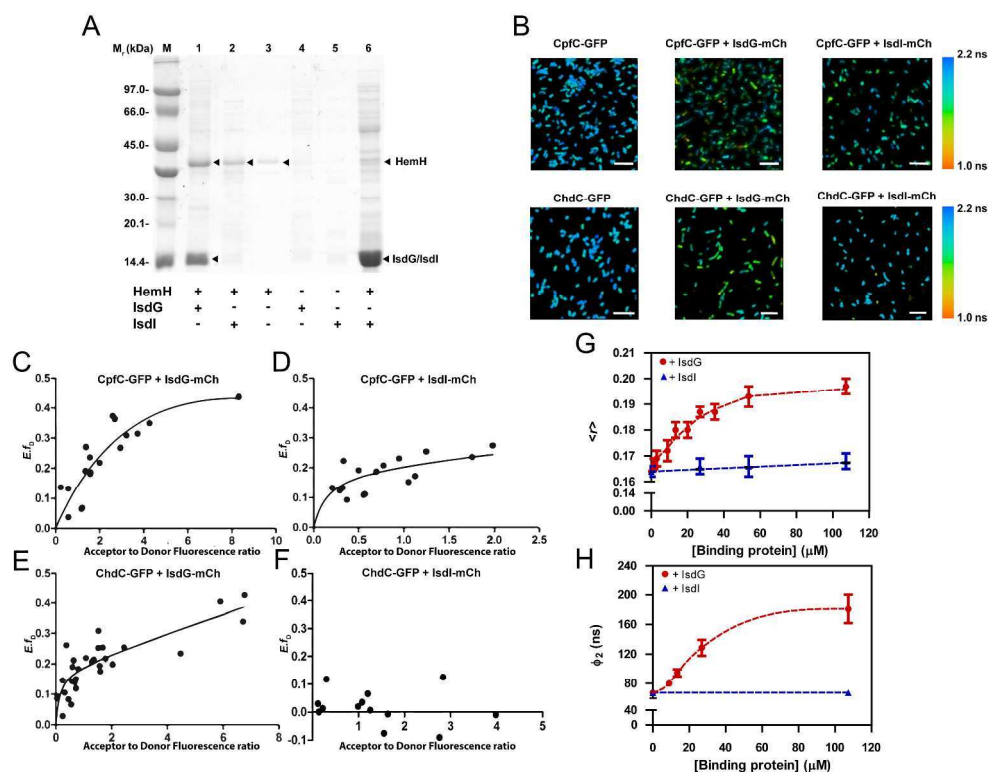 A
Mr (kDa) M 1 2 3 4 5 6
97.0-
66.0-
45.0-
30.0-
20.1-
14.4-
HemH
IsdG/IsdI
HemH + + + - - +
IsdG + - - + - -
IsdI - + - - + +
B
CpfC-GFP CpfC-GFP + IsdG-mCh CpfC-GFP + IsdI-mCh
2.2 ns
1.0 ns
ChdC-GFP ChdC-GFP + IsdG-mCh ChdC-GFP + IsdI-mCh
2.2 ns
1.0 ns
C
CpfC-GFP + IsdG-mCh
E.fD
0.5
0.4
0.3
0.2
0.1
0.0
0 2 4 6 8 10
Acceptor to Donor Fluorescence ratio
D
CpfC-GFP + IsdI-mCh
E.fD
0.5
0.4
0.3
0.2
0.1
0.0
0.0 0.5 1.0 1.5 2.0 2.5
Acceptor to Donor Fluorescence ratio
E
ChdC-GFP + IsdG-mCh
E.fD
0.5
0.4
0.3
0.2
0.1
0.0
0 2 4 6 8
Acceptor to Donor Fluorescence ratio
F
ChdC-GFP + IsdI-mCh
E.fD
0.5
0.4
0.3
0.2
0.1
0.0
-0.1
1 2 3 4 5
Acceptor to Donor Fluorescence ratio
G
+ IsdG
+ IsdI
<r>
0.21
0.20
0.19
0.18
0.17
0.16
0.14
0.00
0 20 40 60 80 100 120
[Binding protein] (μM)
H
+ IsdG
+ IsdI
ϕ2 (ns)
200
160
120
80
60
40
0
0 20 40 60 80 100 120
[Binding protein] (μM)